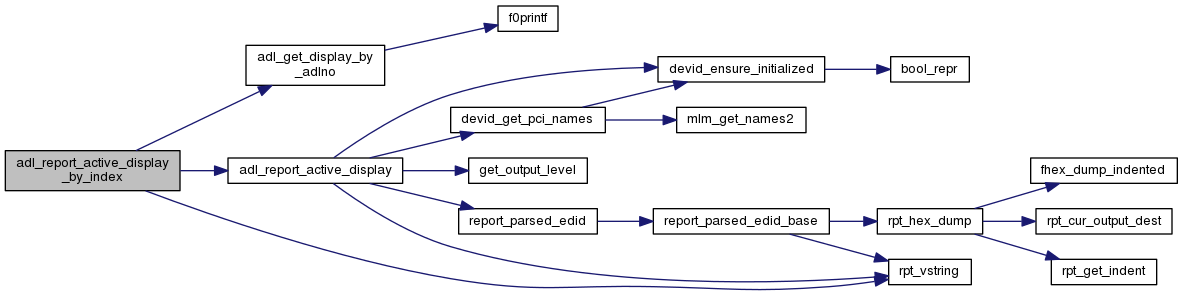 adl_report_active_display
_by_index
adl_get_display_by
_adlno
f0printf
adl_report_active_display
devid_ensure_initialized
bool_repr
devid_get_pci_names
mlm_get_names2
get_output_level
report_parsed_edid
report_parsed_edid_base
rpt_hex_dump
fhex_dump_indented
rpt_cur_output_dest
rpt_get_indent
rpt_vstring